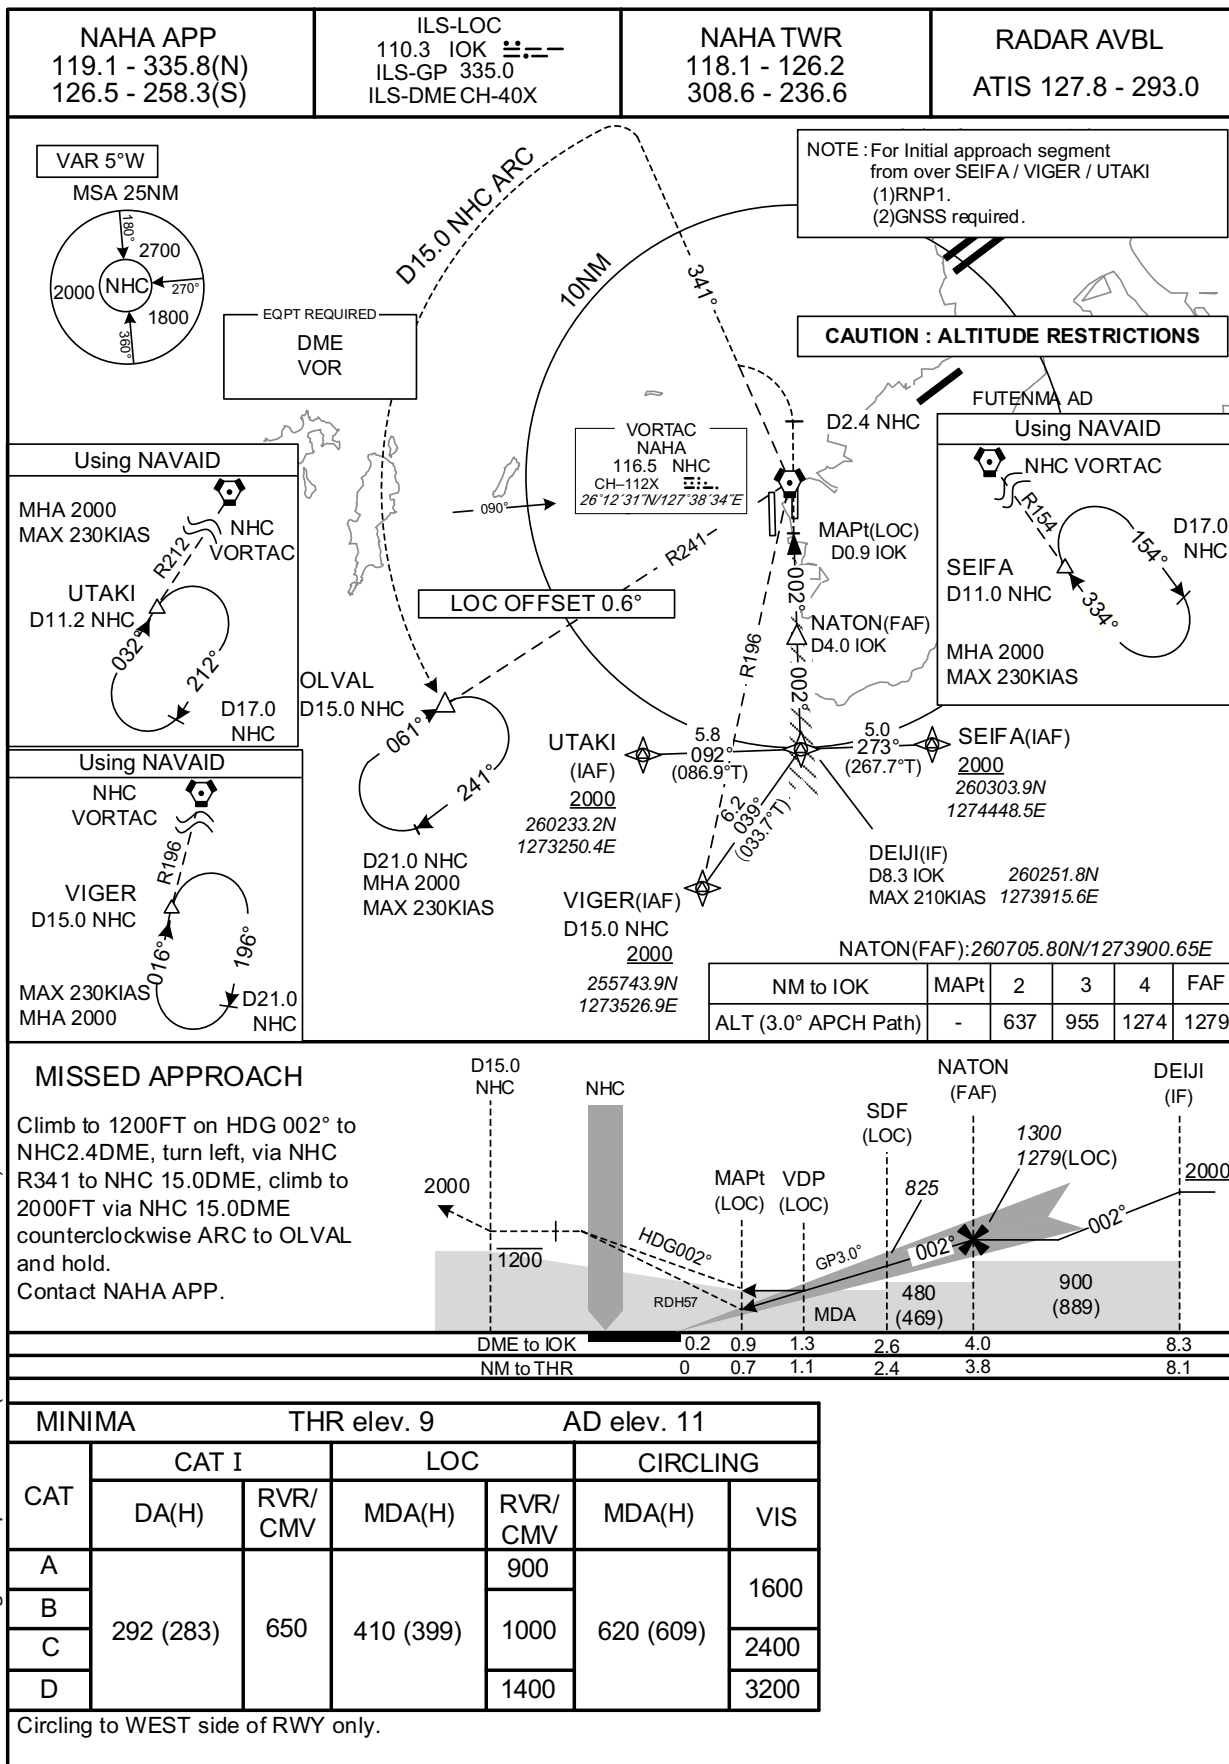 NAHA APP
119.1 - 335.8(N)
126.5 - 258.3(S)
ILS-LOC
110.3 IOK
ILS-GP 335.0
ILS-DME CH-40X
NAHA TWR
118.1 - 126.2
308.6 - 236.6
RADAR AVBL
ATIS 127.8 - 293.0
VAR 5°W
MSA 25NM
180°
2700
2000
NHC
270°
1800
360°
D15.0 NHC ARC
10NM
341°
NOTE : For Initial approach segment
from over SEIFA / VIGER / UTAKI
(1)RNP1.
(2)GNSS required.
EQPT REQUIRED
DME
VOR
CAUTION : ALTITUDE RESTRICTIONS
FUTENMA AD
D2.4 NHC
VORTAC
NAHA
116.5 NHC
CH–112X
26°12'31"N/127°38'34"E
090°
R241
MAPt(LOC)
D0.9 IOK
LOC OFFSET 0.6°
002°
NATON(FAF)
D4.0 IOK
002°
R196
Using NAVAID
MHA 2000
MAX 230KIAS
NHC
VORTAC
R212
UTAKI
D11.2 NHC
032°
212°
D17.0
NHC
Using NAVAID
NHC VORTAC
R154
154°
D17.0
NHC
SEIFA
D11.0 NHC
334°
MHA 2000
MAX 230KIAS
OLVAL
D15.0 NHC
061°
241°
D21.0 NHC
MHA 2000
MAX 230KIAS
UTAKI
(IAF)
2000
260233.2N
1273250.4E
5.8
092°
(086.9°T)
5.0
273°
(267.7°T)
SEIFA(IAF)
2000
260303.9N
1274448.5E
6.2
039°
(033.7°T)
DEIJI(IF)
D8.3 IOK
MAX 210KIAS
260251.8N
1273915.6E
VIGER(IAF)
D15.0 NHC
2000
255743.9N
1273526.9E
Using NAVAID
NHC
VORTAC
R196
VIGER
D15.0 NHC
016°
196°
MAX 230KIAS
MHA 2000
D21.0
NHC
NATON(FAF):260705.80N/1273900.65E
NM to IOK MAPt 2 3 4 FAF
ALT (3.0° APCH Path) - 637 955 1274 1279
MISSED APPROACH
Climb to 1200FT on HDG 002° to
NHC2.4DME, turn left, via NHC
R341 to NHC 15.0DME, climb to
2000FT via NHC 15.0DME
counterclockwise ARC to OLVAL
and hold.
Contact NAHA APP.
D15.0
NHC
NHC
NATON
(FAF)
DEIJI
(IF)
SDF
(LOC)
1300
1279(LOC)
2000
MAPt
(LOC)
VDP
(LOC)
825
2000
1200
HDG002°
GP3.0°
002°
002°
RDH57
MDA
480
(469)
900
(889)
DME to IOK 0.2 0.9 1.3 2.6 4.0 8.3
NM to THR 0 0.7 1.1 2.4 3.8 8.1
MINIMA THR elev. 9 AD elev. 11
CAT CAT I LOC CIRCLING
DA(H) RVR/CMV MDA(H) RVR/CMV MDA(H) VIS
A 292 (283) 650 410 (399) 900 620 (609) 1600
B 1000
C 2400
D 1400 3200
Circling to WEST side of RWY only.